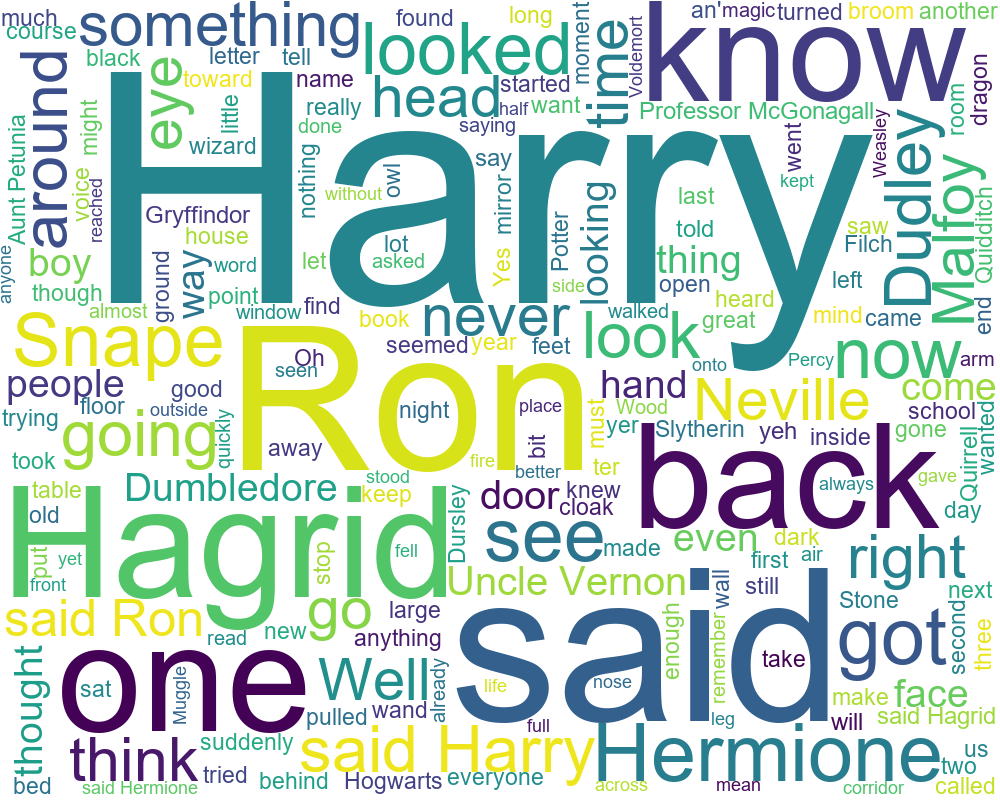 much
course
something
looked
found
long
moment
time
Voldemort
know
an'
magic
turned
broom
another
black
letter
tell
around
eye
toward
little
name
really
head
started
half
want
Professor McGonagall
dragon
room
Aunt Petunia
might
wizard
done
saying
Harry
went
Weasley
Dudley
Malfoy
Quidditch
voice
reached
nothing
without
owl
say
mirror
kept
Gryffindor
house
lot
asked
Yes
Potter
looking
last
told
saw
Filch
anyone
boy
though
ground
way
word
let
point
thing
open
side
left
end
almost
window
find
book
never
walked
heard
great
mind
came
Snape
Oh
seen
seemed
year
feet
look
onto
Percy
now
arm
people
good
Ron
hand
Neville
come
trying
floor
outside
night
place
must
Wood
school
going
quickly
away
bit
yer
Slytherin
yeh
inside
gone
Quirrell
wanted
took
fire
better
ter
back
always
gave
table
Dumbledore
stood
keep
door
knew
cloak
day
old
Hagrid
Dursley
see
made
even
dark
put
yet
stop
fell
first
air
right
front
Uncle Vernon
wall
still
next
said Ron
go
large
enough
remember
said
Stone
got
second
three
read
new
anything
thought
one
Well
already
take
sat
Muggle
life
nose
make
face
pulled
wand
full
leg
will
said Hagrid
think
suddenly
said Harry
Hermione
us
two
bed
tried
behind
Hogwarts
everyone
said Hermione
across
mean
corridor
called